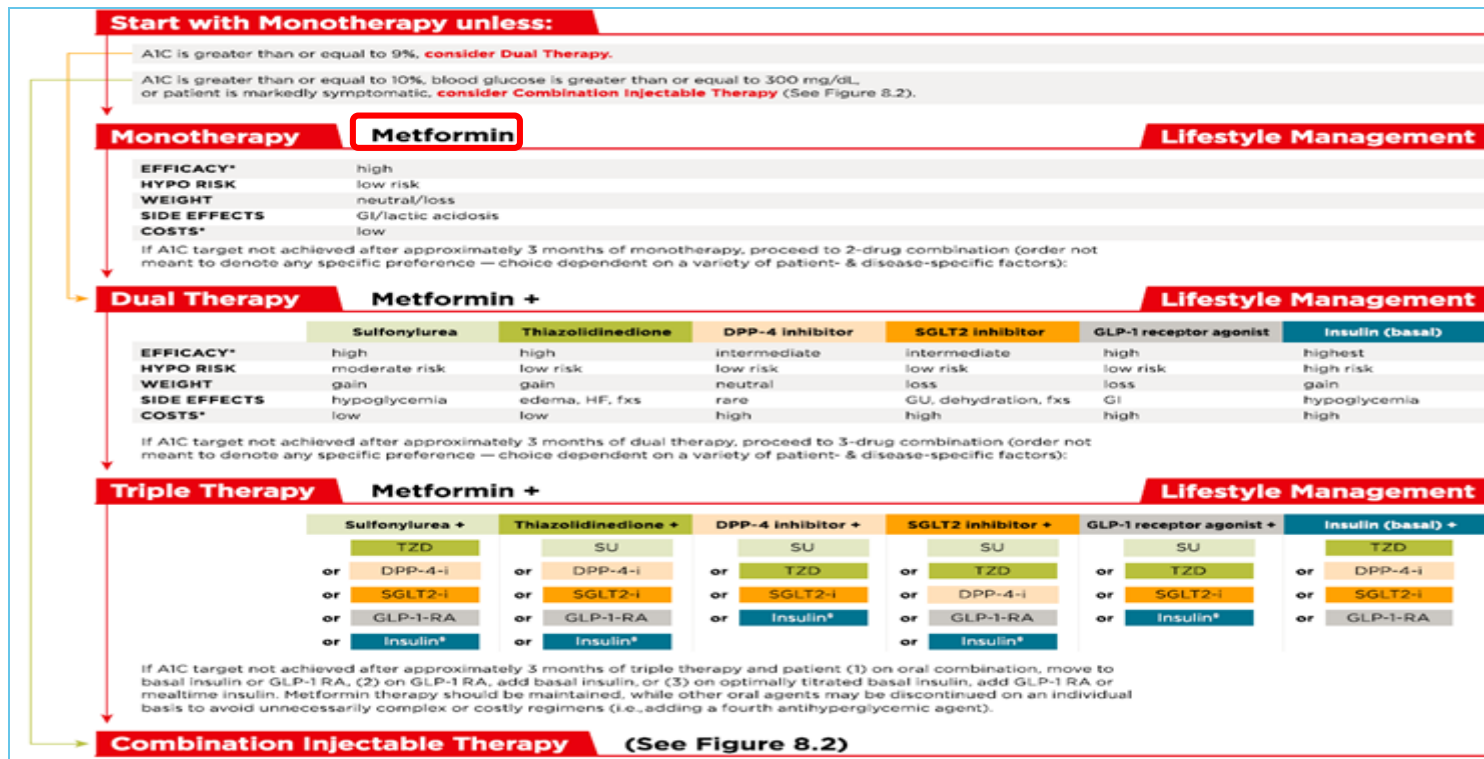 Start with Monotherapy unless:
A1C is greater than or equal to 9%, consider Dual Therapy.
A1C is greater than or equal to 10%, blood glucose is greater than or equal to 300 mg/dL,
or patient is markedly symptomatic, consider Combination Injectable Therapy (See Figure 8.2).
Monotherapy Metformin Lifestyle Management
EFFICACY* high
HYPO RISK low risk
WEIGHT neutral/loss
SIDE EFFECTS GI/lactic acidosis
COSTS* low
If A1C target not achieved after approximately 3 months of monotherapy, proceed to 2-drug combination (order not
meant to denote any specific preference — choice dependent on a variety of patient- & disease-specific factors):
Dual Therapy Metformin + Lifestyle Management
Sulfonylurea Thiazolidinedione DPP-4 inhibitor SGLT2 inhibitor GLP-1 receptor agonist Insulin (basal)
EFFICACY* high high intermediate intermediate high highest
HYPO RISK moderate risk low risk low risk low risk low risk high risk
WEIGHT gain gain neutral loss loss gain
SIDE EFFECTS hypoglycemia edema, HF, fxs rare GU, dehydration, fxs GI hypoglycemia
COSTS* low low high high high high
If A1C target not achieved after approximately 3 months of dual therapy, proceed to 3-drug combination (order not
meant to denote any specific preference — choice dependent on a variety of patient- & disease-specific factors):
Triple Therapy Metformin + Lifestyle Management
Sulfonylurea + Thiazolidinedione + DPP-4 inhibitor + SGLT2 inhibitor + GLP-1 receptor agonist + Insulin (basal) +
TZD SU SU SU SU TZD
or DPP-4-i or DPP-4-i or TZD or TZD or TZD or DPP-4-i
or SGLT2-i or SGLT2-i or SGLT2-i or DPP-4-i or SGLT2-i or SGLT2-i
or GLP-1-RA or GLP-1-RA or Insulin* or GLP-1-RA or Insulin* or GLP-1-RA
or Insulin* or Insulin* or Insulin*
If A1C target not achieved after approximately 3 months of triple therapy and patient (1) on oral combination, move to
basal insulin or GLP-1 RA, (2) on GLP-1 RA, add basal insulin, or (3) on optimally titrated basal insulin, add GLP-1 RA or
mealtime insulin. Metformin therapy should be maintained, while other oral agents may be discontinued on an individual
basis to avoid unnecessarily complex or costly regimens (i.e., adding a fourth antihyperglycemic agent).
Combination Injectable Therapy (See Figure 8.2)